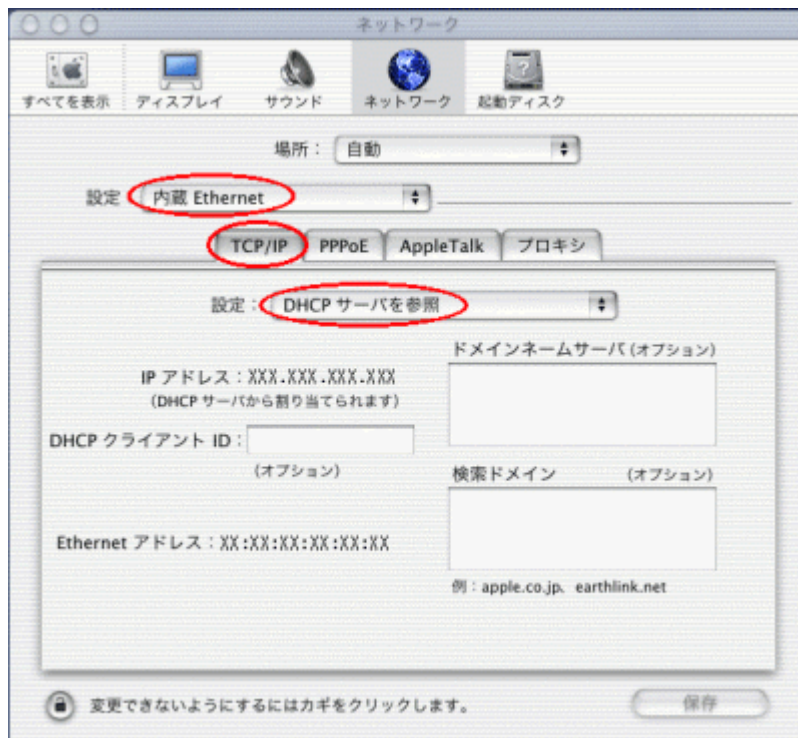 ネットワーク
すべてを表示 ディスプレイ サウンド ネットワーク 起動ディスク
場所： 自動
設定 内蔵 Ethernet
TCP/IP PPPoE AppleTalk プロキシ
設定： DHCP サーバを参照
ドメインネームサーバ (オプション)
IP アドレス：XXX.XXX.XXX.XXX
(DHCP サーバから割り当てられます)
DHCP クライアント ID：
(オプション)
検索ドメイン (オプション)
Ethernet アドレス：XX:XX:XX:XX:XX:XX
例：apple.co.jp、earthlink.net
変更できないようにするにはカギをクリックします。
保存